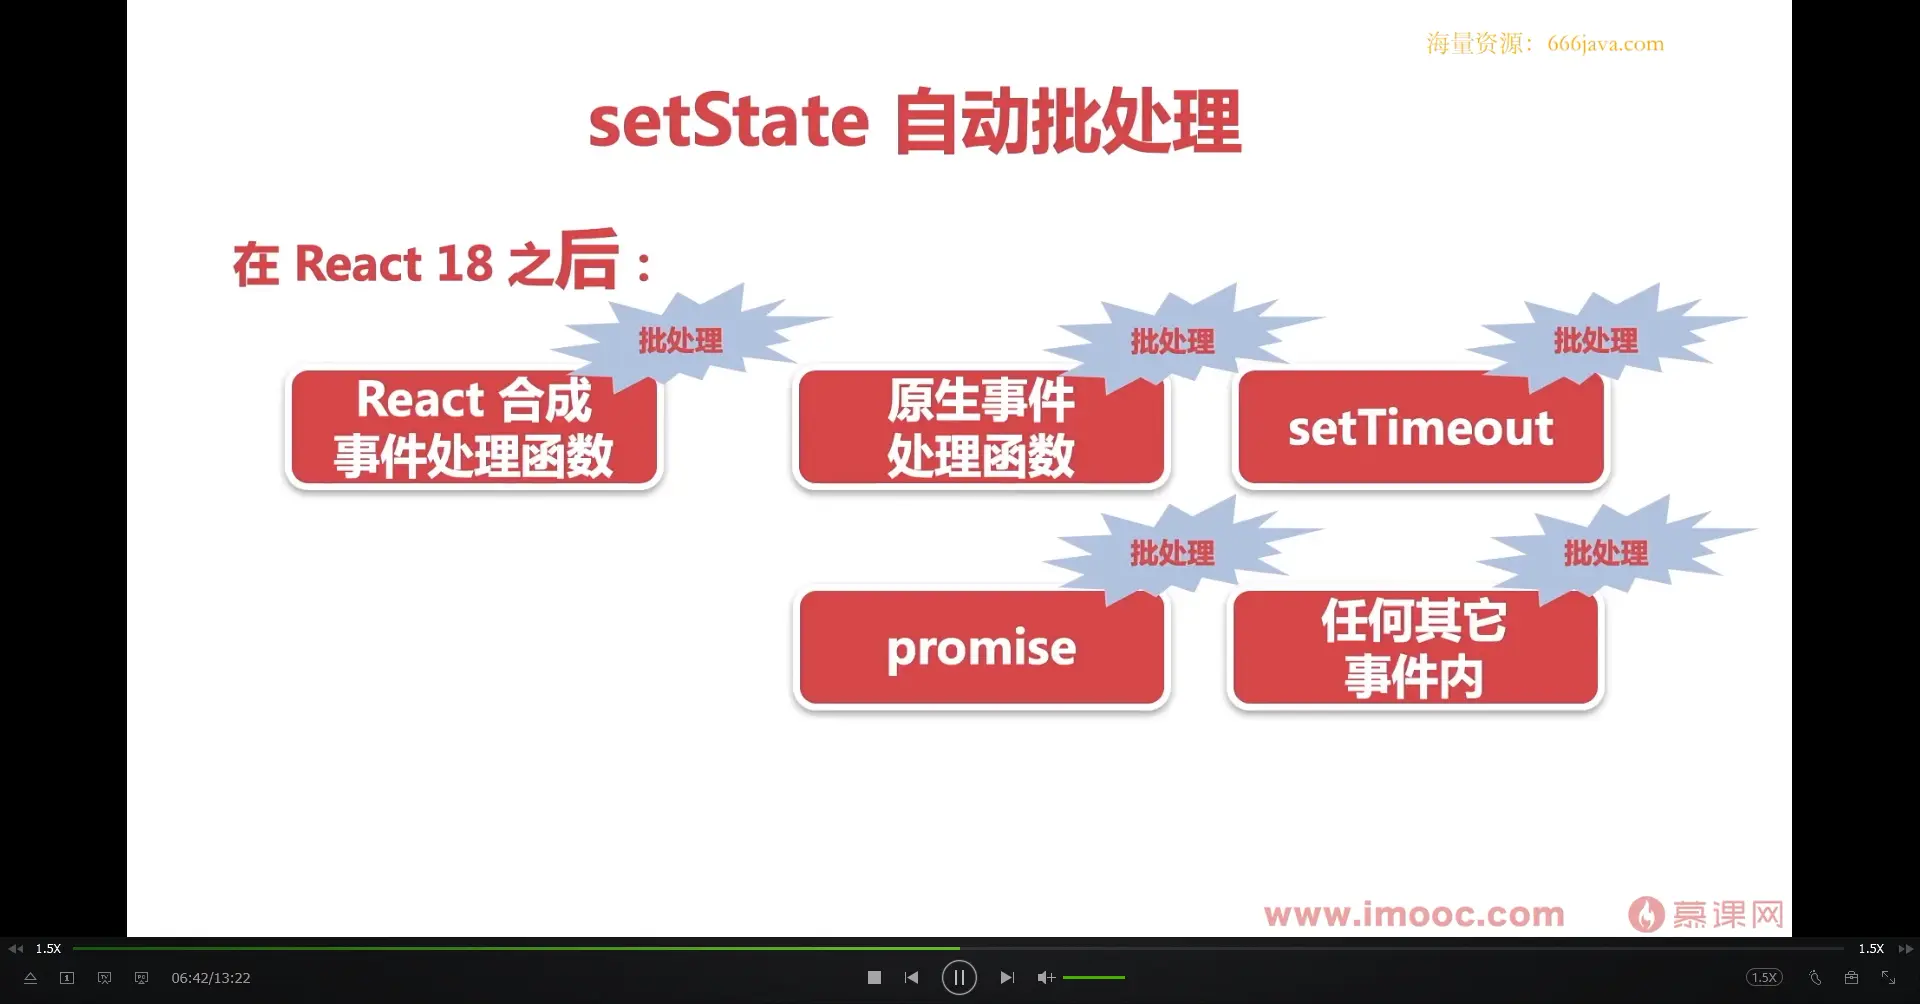 海量资源：666java.com
setState 自动批处理
在 React 18 之后：
批处理
批处理
批处理
React 合成
事件处理函数
原生事件
处理函数
setTimeout
批处理
批处理
promise
任何其它
事件内
www.imooc.com
慕课网
1.5X
1.5X
06:42/13:22
1.5X